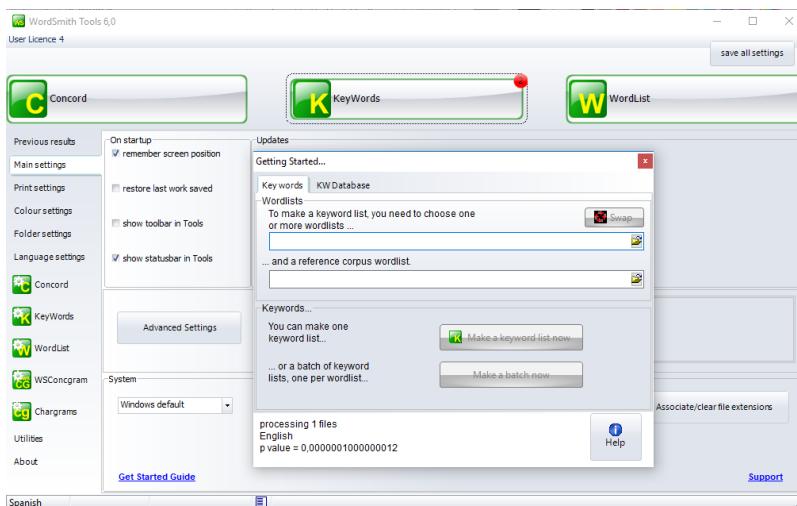 WordSmith Tools 6,0
User Licence 4
save all settings
C Concord
K KeyWords
W WordList
Previous results
Main settings
Print settings
Colour settings
Folder settings
Language settings
Concord
KeyWords
WordList
WSConcgram
Chargrams
Utilities
About
On startup
remember screen position
restore last work saved
show toolbar in Tools
show statusbar in Tools
Advanced Settings
System
Windows default
Get Started Guide
Updates
Getting Started...
Key words KW Database
Wordlists
To make a keyword list, you need to choose one
or more wordlists ...
Swap
.... and a reference corpus wordlist.
Keywords...
You can make one
keyword list...
Make a keyword list now
... or a batch of keyword
lists, one per wordlist...
Make a batch now
processing 1 files
English
p value = 0,0000001000000012
Help
Associate/clear file extensions
Support
Spanish